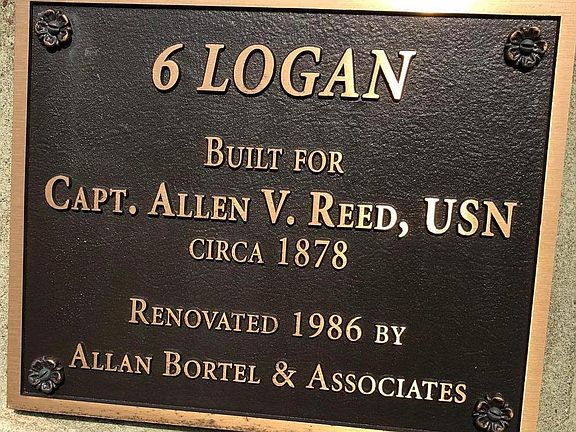 6 LOGAN
BUILT FOR
CAPT. ALLEN V. REED, USN
CIRCA 1878
RENOVATED 1986 BY
ALLAN BORTEL & ASSOCIATES